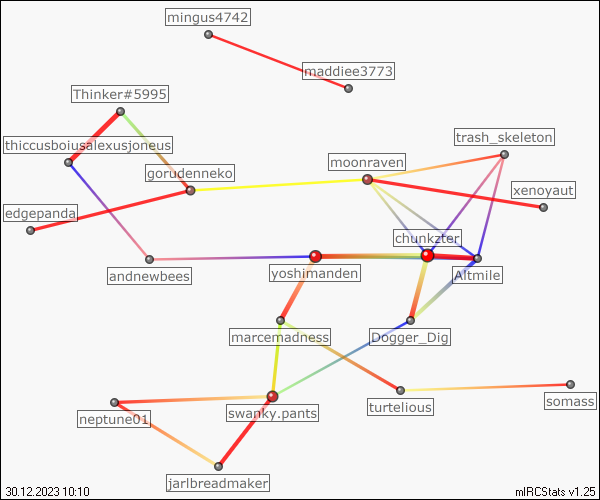 mingus4742
maddiee3773
Thinker#5995
trash_skeleton
thiccusboiusalexusjoneus
moonraven
gorudenneko
xenoyaut
edgepanda
chunkzter
yoshimanden
Altmile
andnewbees
marcemadness
Dogger_Dig
turtelious
somass
swanky.pants
neptune01
jarlbreadmaker
30.12.2023 10:10
mIRCStats v1.25